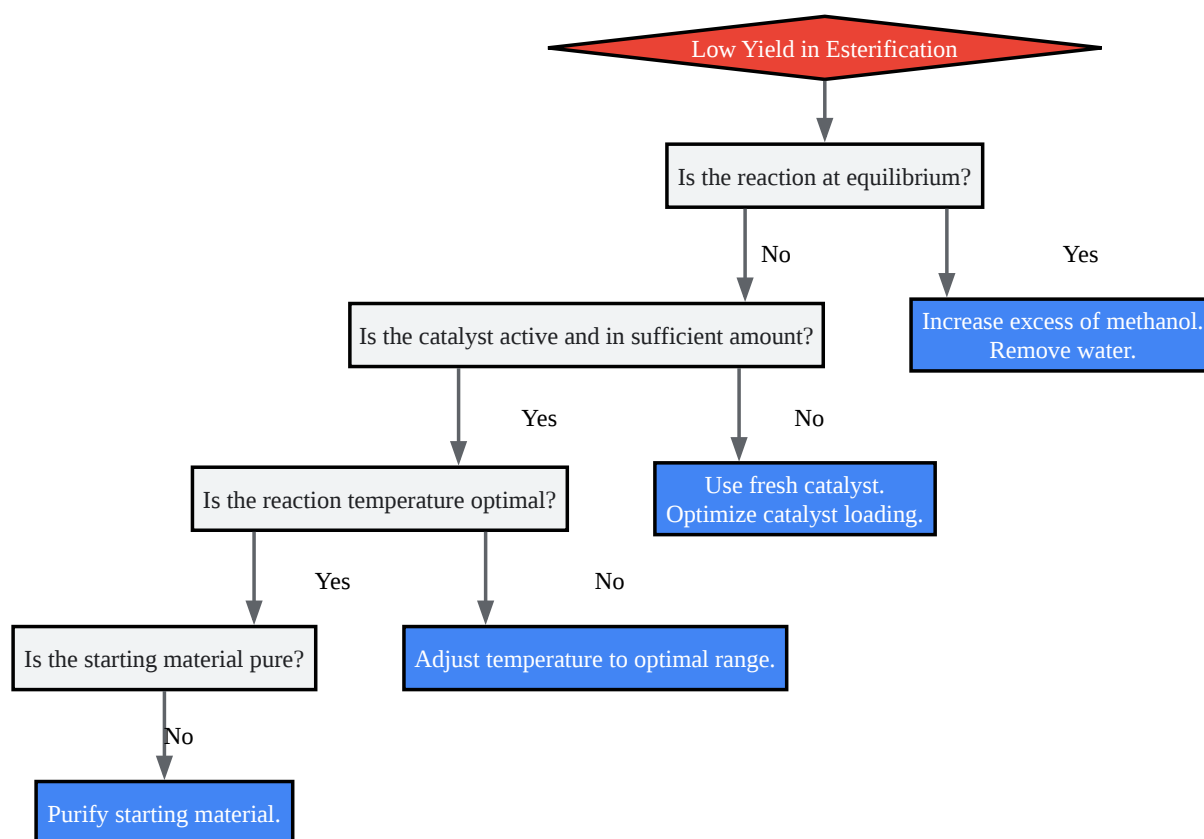 Low Yield in Esterification
Is the reaction at equilibrium?
No
Yes
Is the catalyst active and in sufficient amount?
Increase excess of methanol.
Remove water.
Yes
No
Is the reaction temperature optimal?
Use fresh catalyst.
Optimize catalyst loading.
Yes
No
Is the starting material pure?
Adjust temperature to optimal range.
No
Purify starting material.